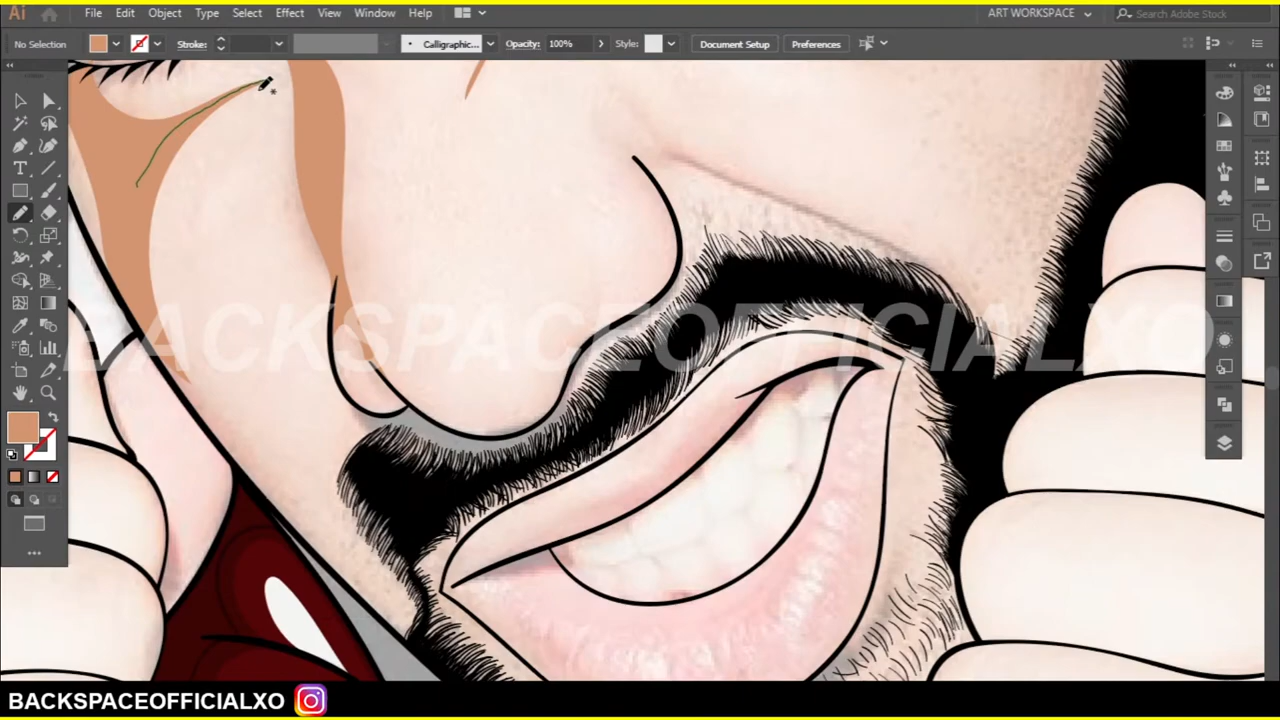 Ai File Edit Object Type Select Effect View Window Help ART WORKSPACE Search Adobe Stock
No Selection Stroke: Calligraphic... Opacity: 100% Style: Document Setup Preferences
BACKSPACEOFFICIALXO
BACKSPACEOFFICIALXO